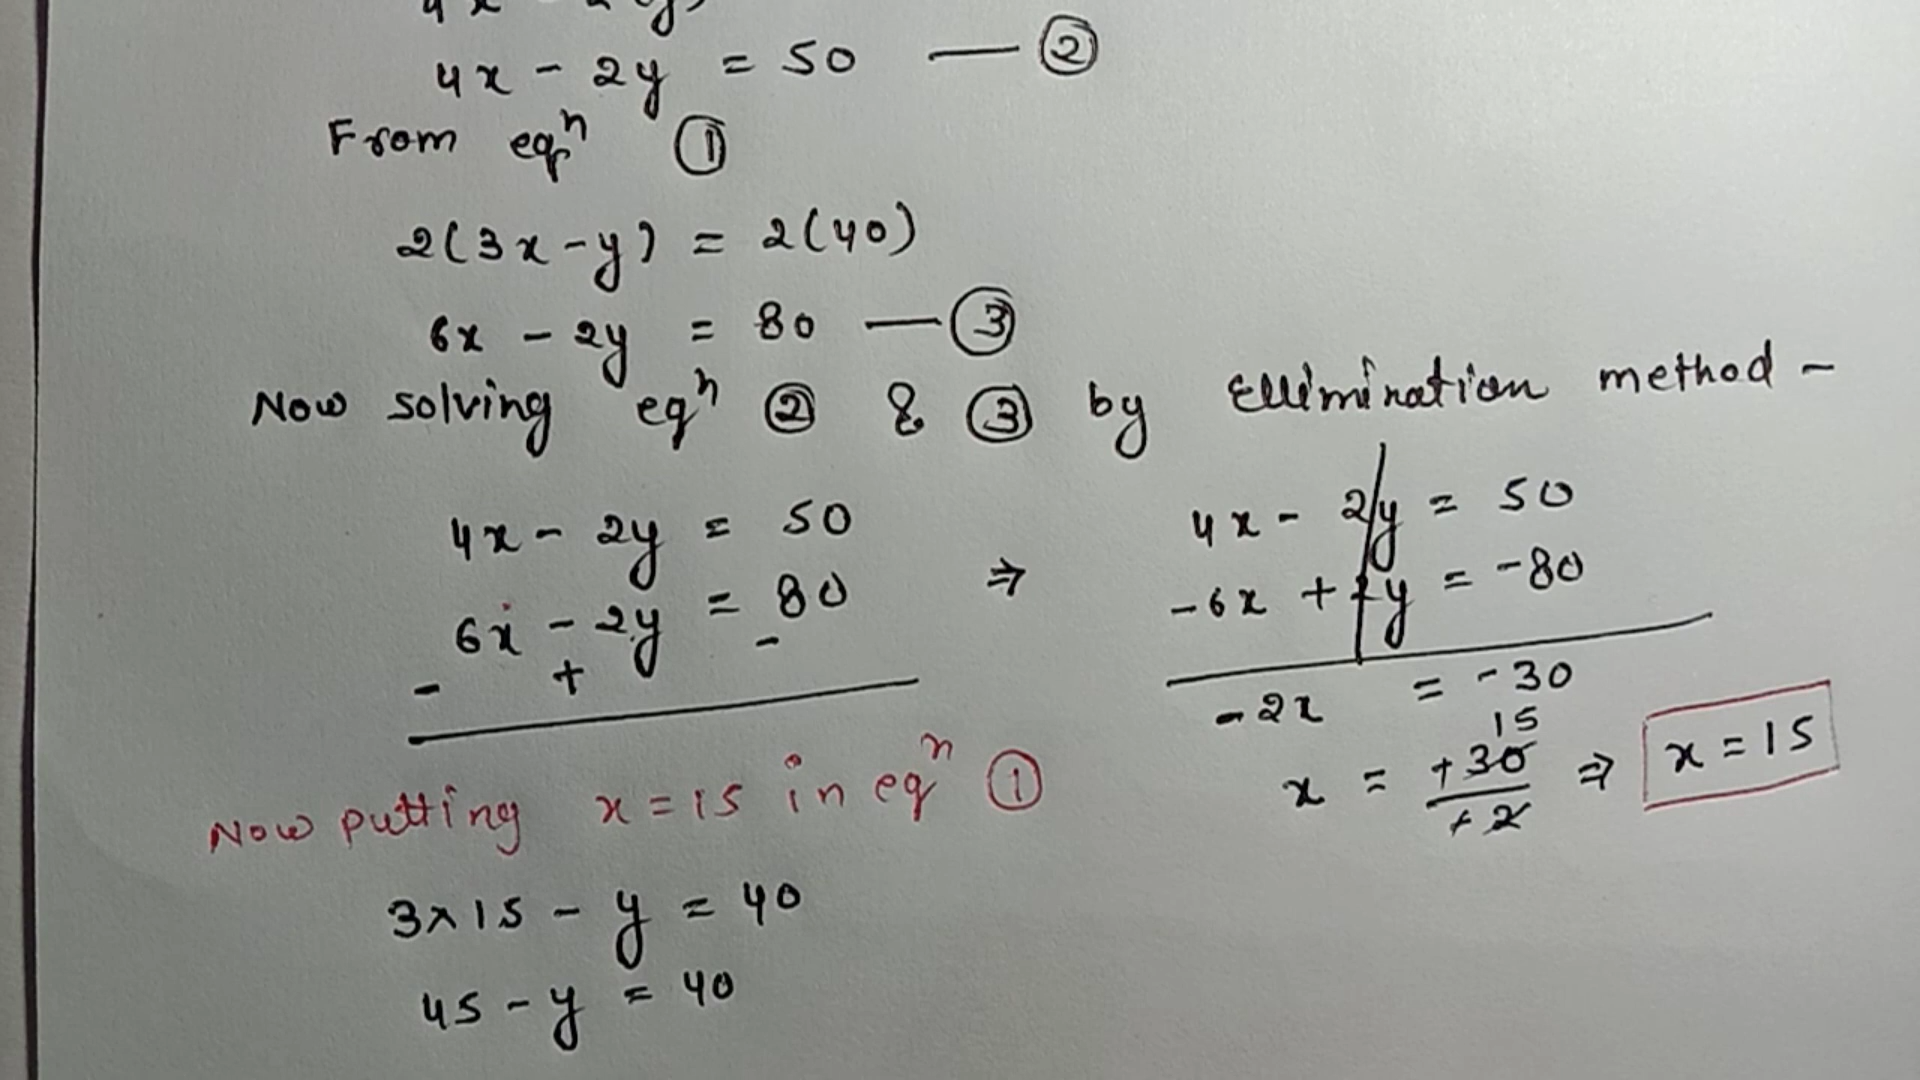 4x - 2y = 50 — ②
From eqⁿ ①
2(3x-y) = 2(40)
6x - 2y = 80 — ③
Now solving eqⁿ ② & ③ by Ellimination method -
4x - 2y = 50 ⇒ 4x - 2y = 50
6x - 2y = 80 -6x + 2y = -80
- + -
-2x = -30
15
x = +30/+2 ⇒ x = 15
Now putting x = 15 in eqⁿ ①
3×15 - y = 40
45 - y = 40